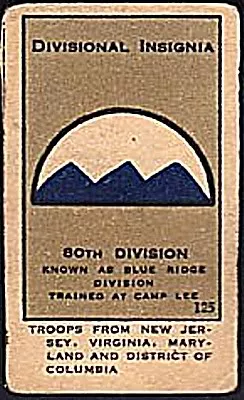 DIVISIONAL INSIGNIA
80TH DIVISION
KNOWN AS BLUE RIDGE
DIVISION
TRAINED AT CAMP LEE
125
TROOPS FROM NEW JER-
SEY, VIRGINIA, MARY-
LAND AND DISTRICT OF
COLUMBIA